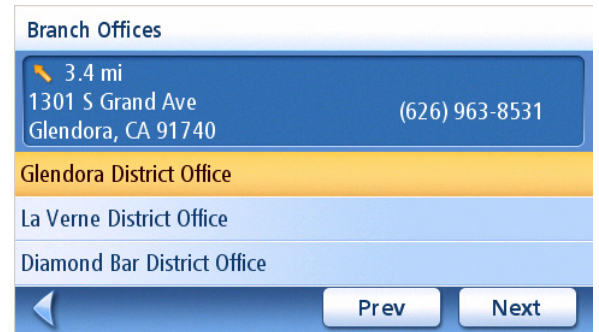 Branch Offices
3.4 mi
1301 S Grand Ave
Glendora, CA 91740
(626) 963-8531
Glendora District Office
La Verne District Office
Diamond Bar District Office
Prev
Next